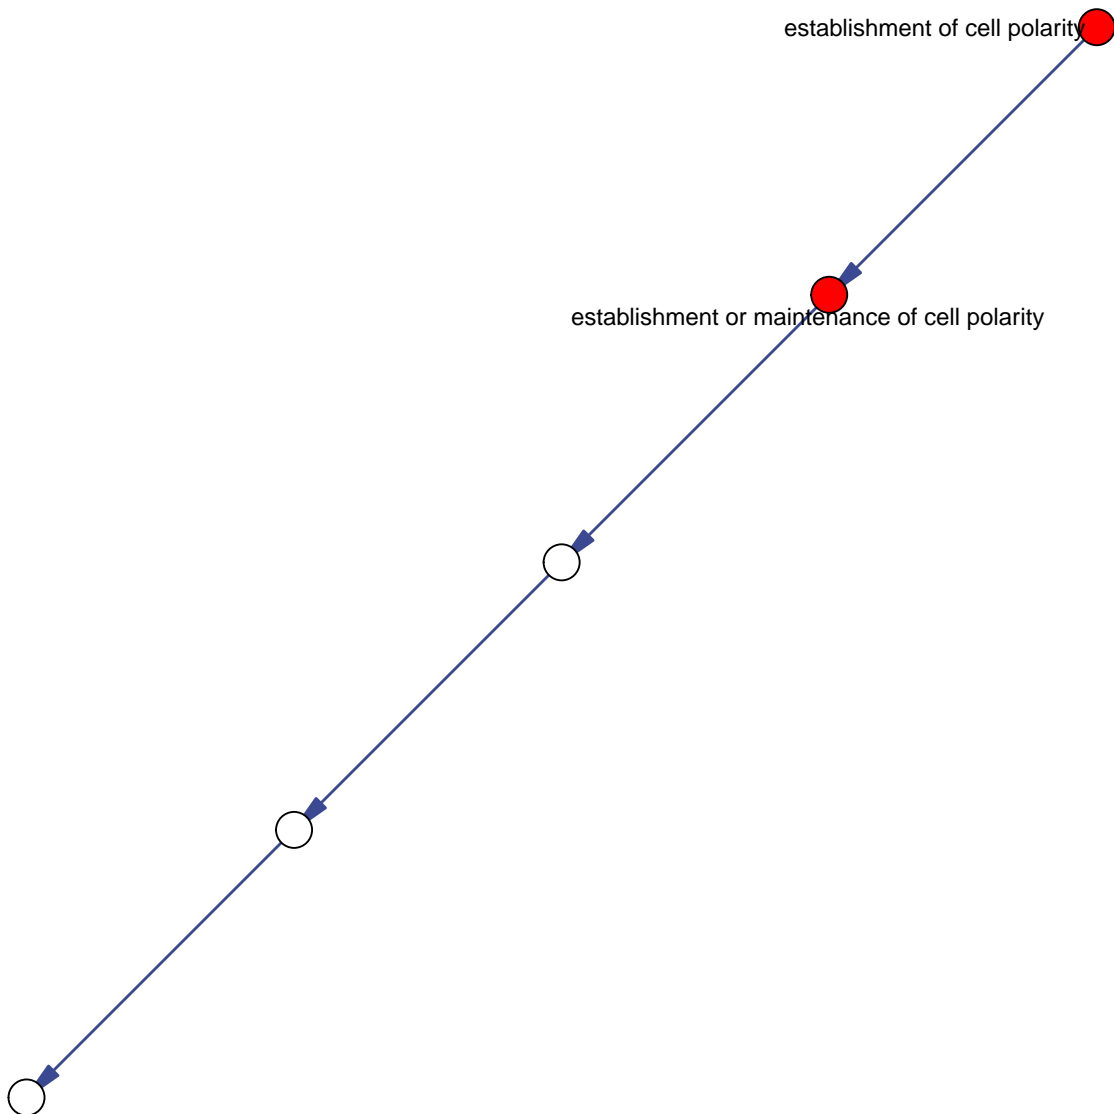 establishment of cell polarity
establishment or maintenance of cell polarity